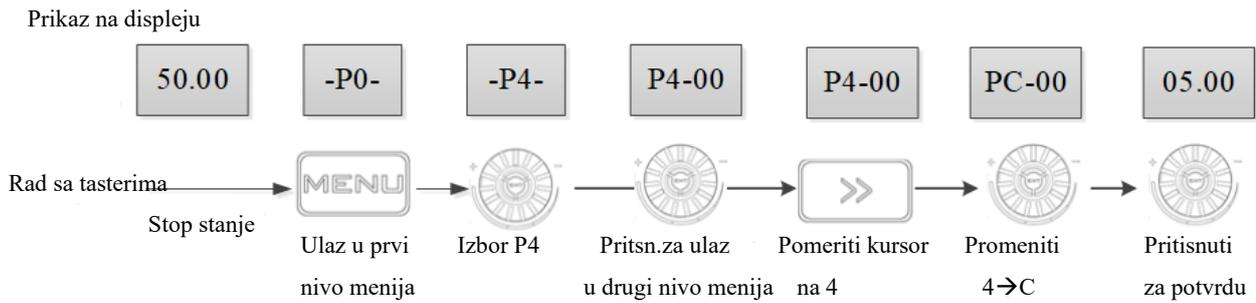 Prikaz na displeju
50.00 -P0- -P4- P4-00 P4-00 PC-00 05.00
Rad sa tasterima MENU
Stop stanje
Ulaz u prvi Izbor P4 Pritsn.za ulaz Pomeriti kursor Promeniti Pritisnuti
nivo menija u drugi nivo menija na 4 4→C za potvrdu